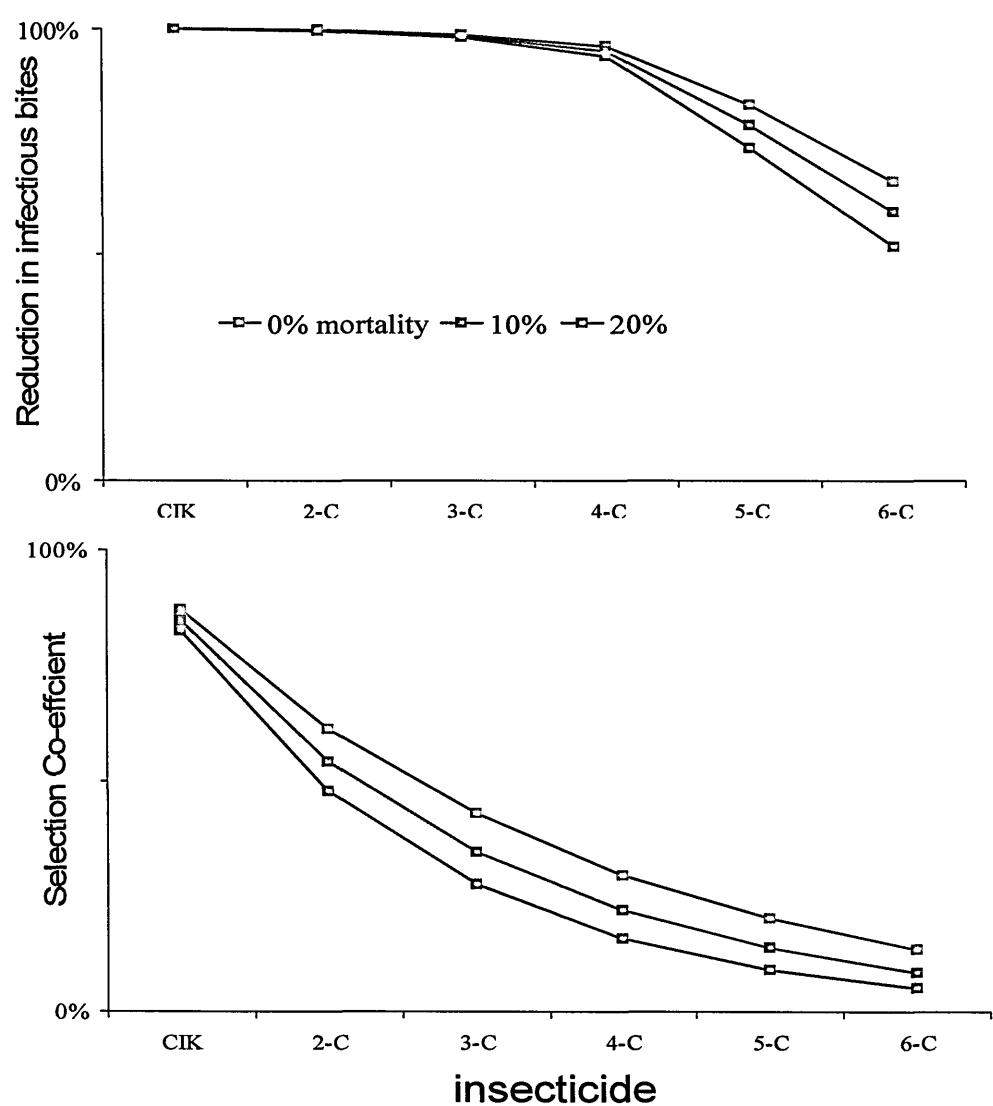 100%
Reduction in infectious bites
0% mortality 10% 20%
0%
CIK 2-C 3-C 4-C 5-C 6-C
100%
Selection Co-effcient
0%
CIK 2-C 3-C 4-C 5-C 6-C
insecticide